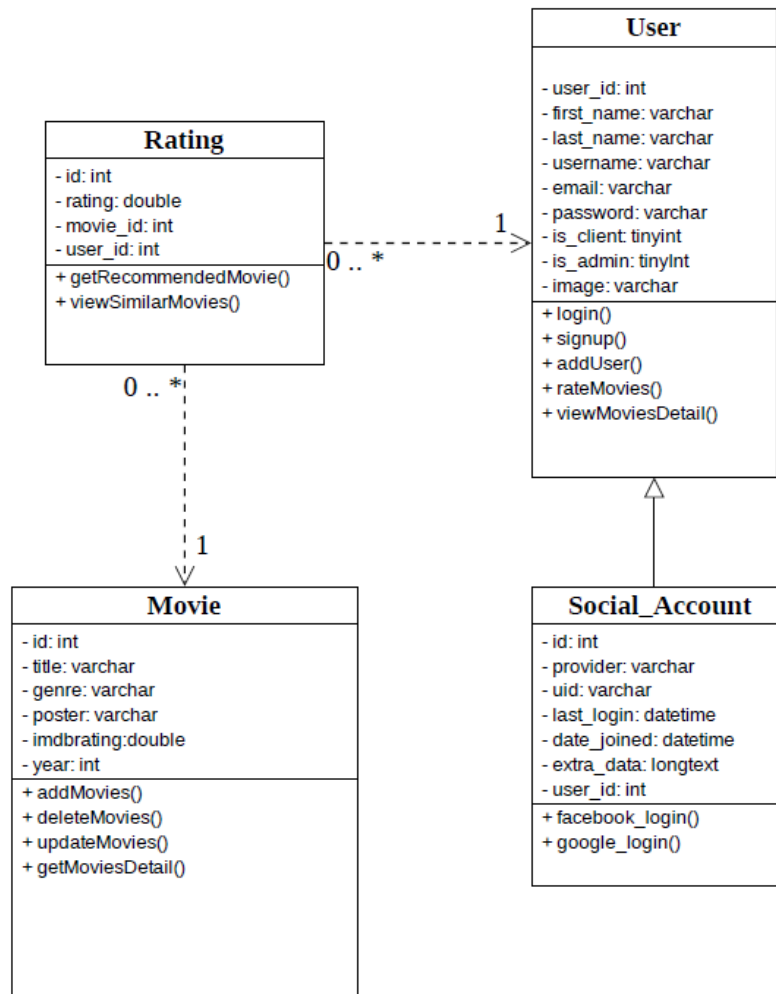 User
- user_id: int
- first_name: varchar
- last_name: varchar
- username: varchar
- email: varchar
- password: varchar
- is_client: tinyint
- is_admin: tinyInt
- image: varchar
+ login()
+ signup()
+ addUser()
+ rateMovies()
+ viewMoviesDetail()
Rating
- id: int
- rating: double
- movie_id: int
- user_id: int
+ getRecommendedMovie()
+ viewSimilarMovies()
1
0 .. *
0 .. *
1
Movie
- id: int
- title: varchar
- genre: varchar
- poster: varchar
- imdbrating:double
- year: int
+ addMovies()
+ deleteMovies()
+ updateMovies()
+ getMoviesDetail()
Social_Account
- id: int
- provider: varchar
- uid: varchar
- last_login: datetime
- date_joined: datetime
- extra_data: longtext
- user_id: int
+ facebook_login()
+ google_login()